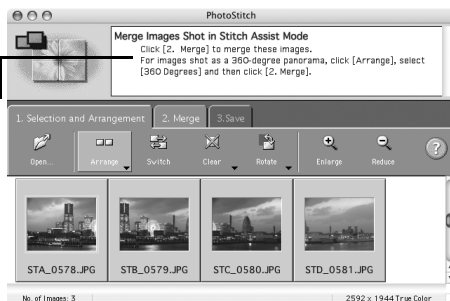 PhotoStitch
Merge Images Shot in Stitch Assist Mode
Click [2. Merge] to merge these images.
For images shot as a 360-degree panorama, click [Arrange], select
[360 Degrees] and then click [2. Merge].
1. Selection and Arrangement 2. Merge 3.Save
Open... Arrange Switch Clear Rotate Enlarge Reduce ?
STA_0578.JPG STB_0579.JPG STC_0580.JPG STD_0581.JPG
No. of Images: 3 2592 x 1944 True Color